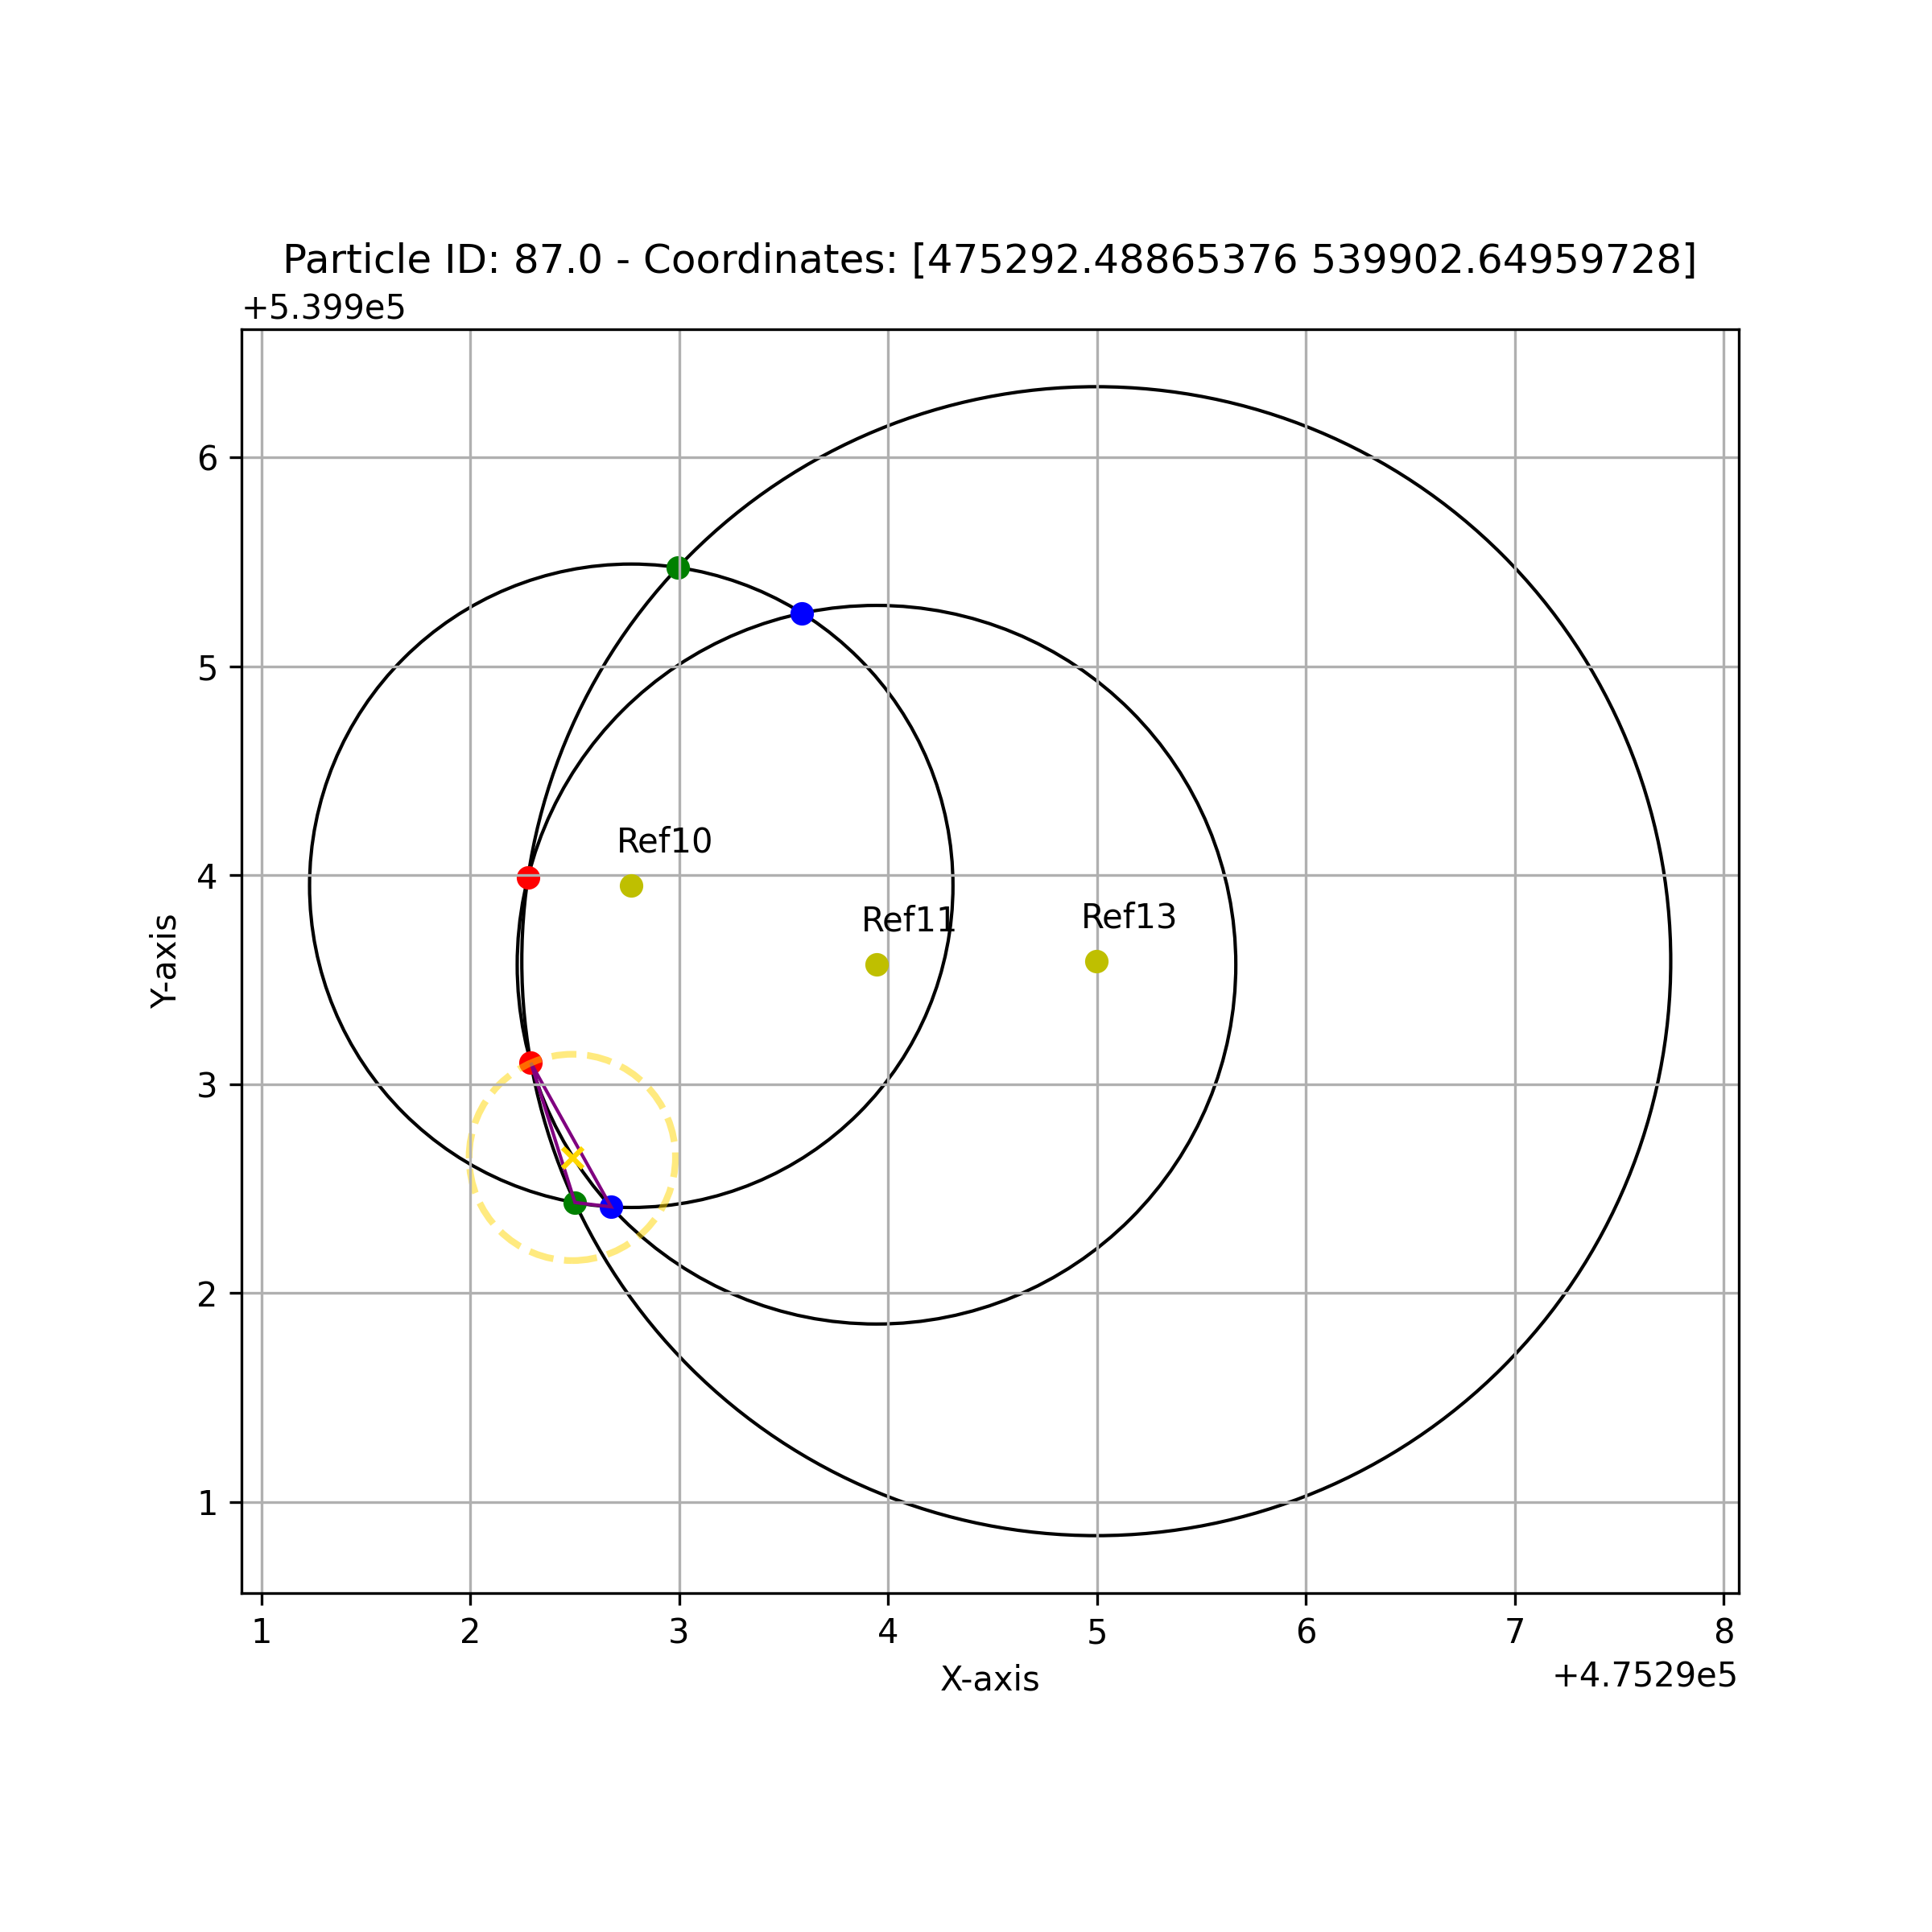 Particle ID: 87.0 - Coordinates: [475292.48865376 539902.64959728]
+5.399e5
6
5
4
3
2
1
Y-axis
Ref10
Ref11
Ref13
1 2 3 4 5 6 7 8
X-axis
+4.7529e5